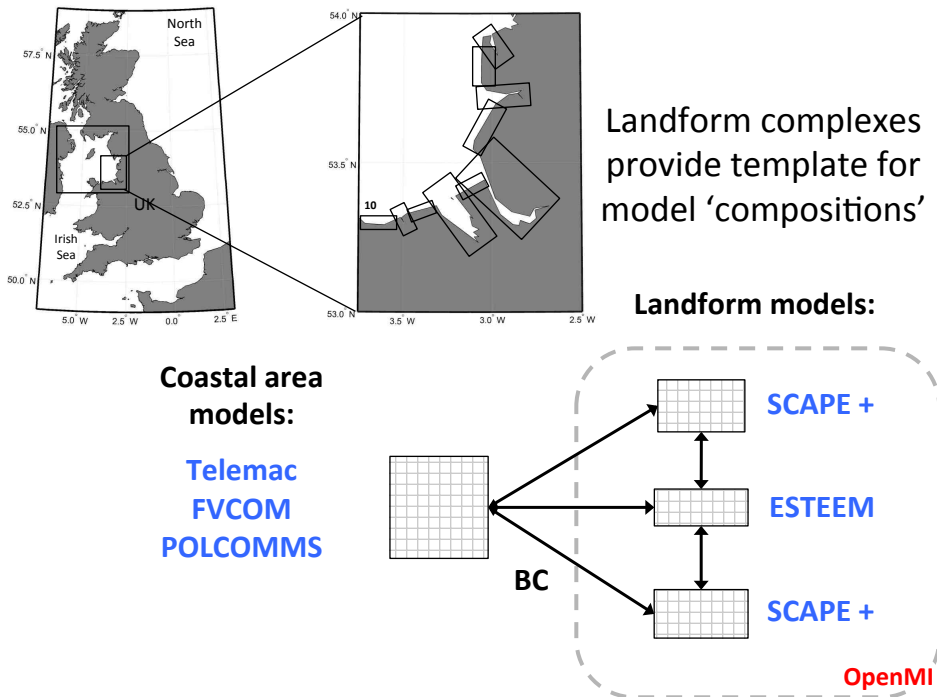 North
Sea
57.5° N
55.0° N
52.5° N
50.0° N
UK
Irish
Sea
5.0° W
2.5° W
0.0°
2.5° E
54.0° N
53.5° N
53.0° N
10
3.5° W
3.0° W
2.5° W
Landform complexes
provide template for
model ‘compositions’
Landform models:
Coastal area
models:
Telemac
FVCOM
POLCOMMS
BC
SCAPE +
ESTEEM
SCAPE +
OpenMI